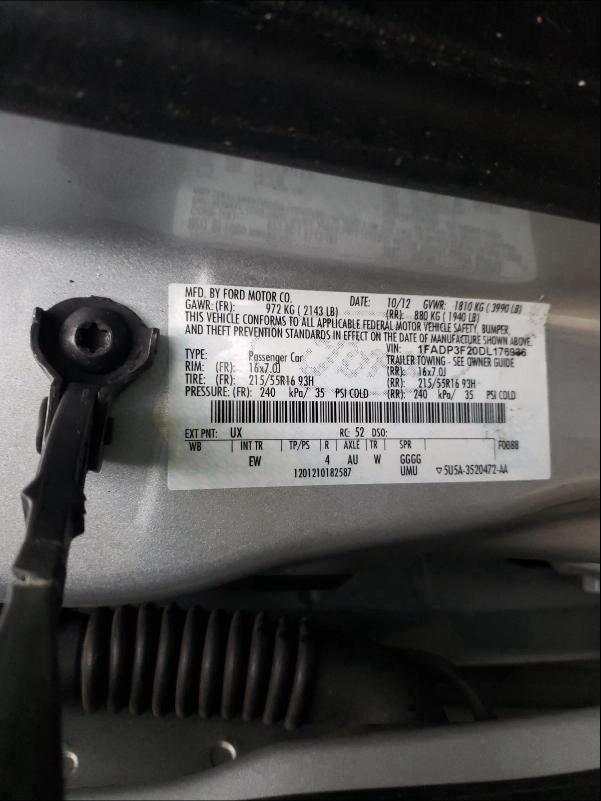 MFD. BY FORD MOTOR CO. DATE: 10/12 GVWR: 1810 KG ( 3990 LB)
GAWR: (FR): 972 KG ( 2143 LB) (RR): 880 KG ( 1940 LB)
THIS VEHICLE CONFORMS TO ALL APPLICABLE FEDERAL MOTOR VEHICLE SAFETY, BUMPER,
AND THEFT PREVENTION STANDARDS IN EFFECT ON THE DATE OF MANUFACTURE SHOWN ABOVE.
VIN:
TYPE: Passenger Car TRAILER TOWING - SEE OWNER GUIDE
RIM: (FR): 16x7.0J (RR): 16x7.0J
TIRE: (FR): 215/55R16 93H (RR): 215/55R16 93H
PRESSURE: (FR): 240 kPa/ 35 PSI COLD (RR): 240 kPa/ 35 PSI COLD
EXT PNT: UX RC: 52 DSO: F0088
WB INT TR TP/PS R AXLE TR SPR
EW 4 AU W GGGG
1201210182587 UMU ▽5U5A-3520472-AA